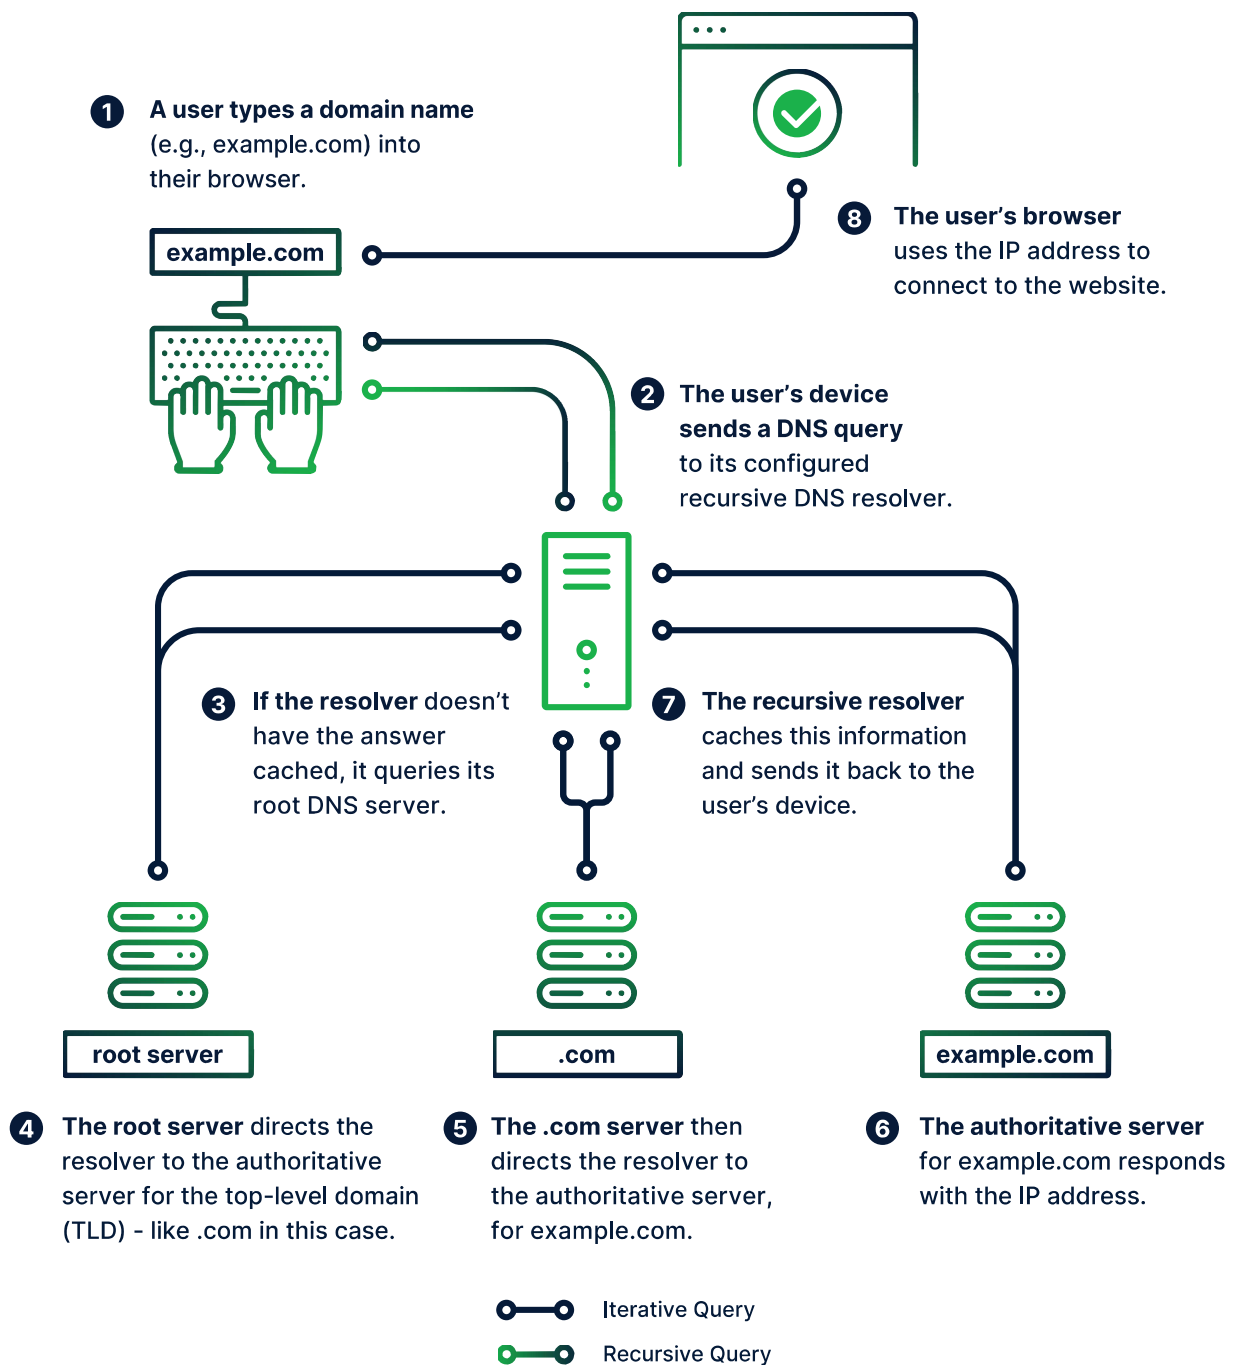 1
A user types a domain name
(e.g., example.com) into
their browser.
example.com
8
The user's browser
uses the IP address to
connect to the website.
2
The user's device
sends a DNS query
to its configured
recursive DNS resolver.
3
If the resolver doesn't
have the answer
cached, it queries its
root DNS server.
7
The recursive resolver
caches this information
and sends it back to the
user's device.
root server
.com
example.com
4
The root server directs the
resolver to the authoritative
server for the top-level domain
(TLD) - like .com in this case.
5
The .com server then
directs the resolver to
the authoritative server,
for example.com.
6
The authoritative server
for example.com responds
with the IP address.
Iterative Query
Recursive Query